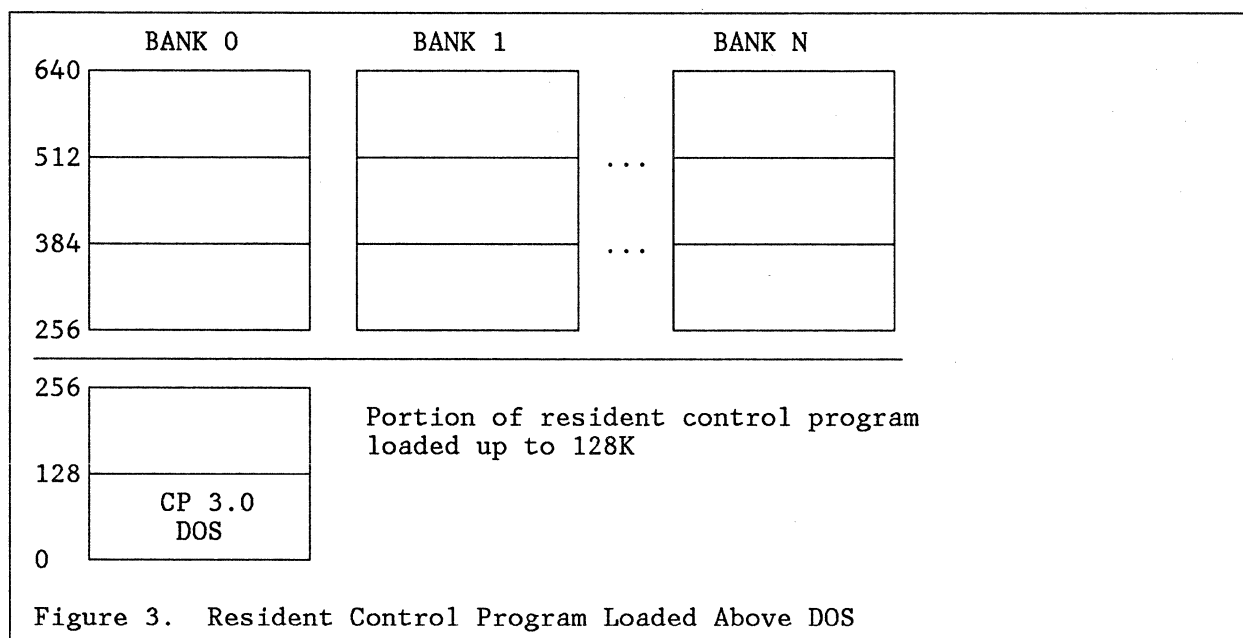 BANK 0 BANK 1 BANK N
640
512 ...
384 ...
256
256
Portion of resident control program
loaded up to 128K
128
CP 3.0
DOS
0
Figure 3. Resident Control Program Loaded Above DOS